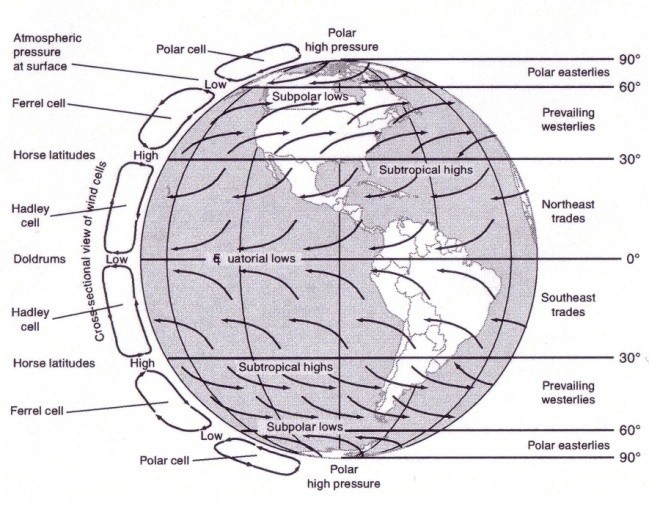 Polar
high pressure
Atmospheric
pressure
at surface
Polar cell
90°
Polar easterlies
Low
60°
Ferrel cell
Subpolar lows
Prevailing
westerlies
Horse latitudes
High
30°
Subtropical highs
Hadley
cell
Northeast
trades
Cross-sectional view of wind cells
Doldrums
Low
Equatorial lows
0°
Hadley
cell
Southeast
trades
Horse latitudes
High
30°
Subtropical highs
Ferrel cell
Prevailing
westerlies
Subpolar lows
Low
60°
Polar easterlies
Polar cell
90°
Polar
high pressure